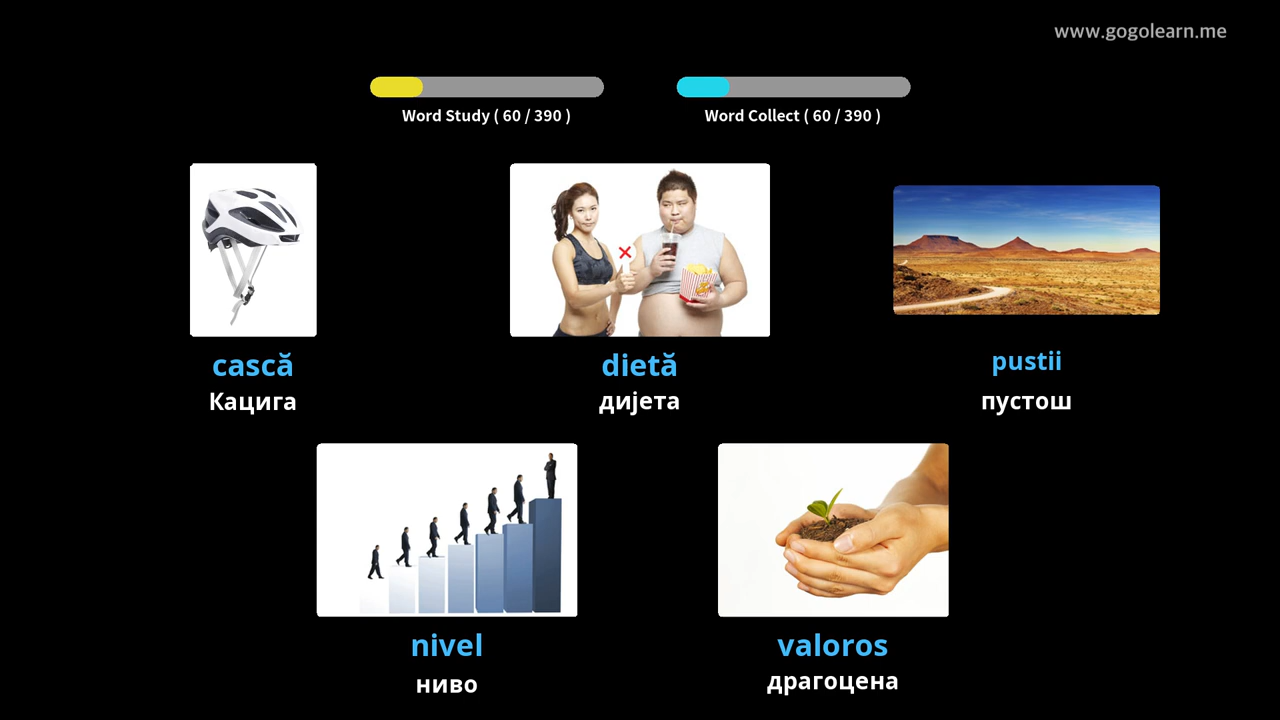 www.gogolearn.me
Word Study ( 60 / 390 )
Word Collect ( 60 / 390 )
cască
Кацига
dietă
дијета
pustii
пустош
nivel
ниво
valoros
драгоцена